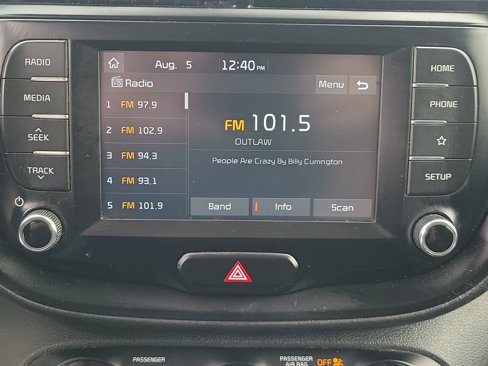 RADIO
MEDIA
SEEK
TRACK
Aug. 5 12:40 PM
Radio
Menu
1 FM 97.9
2 FM 102.9
3 FM 94.3
4 FM 93.1
5 FM 101.9
FM 101.5
OUTLAW
People Are Crazy By Billy Currington
Band Info Scan
HOME
PHONE
SETUP
PASSENGER
PASSENGER
AIR BAG
OFF